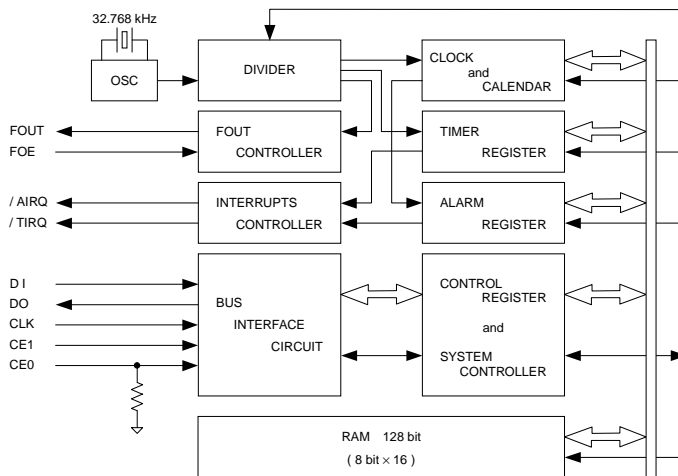 32.768 kHz
OSC
DIVIDER
CLOCK
and
CALENDAR
FOUT
FOE
FOUT
CONTROLLER
TIMER
REGISTER
/ AIRQ
/ TIRQ
INTERRUPTS
CONTROLLER
ALARM
REGISTER
D I
DO
CLK
CE1
CE0
BUS
INTERFACE
CIRCUIT
CONTROL
REGISTER
and
SYSTEM
CONTROLLER
RAM 128 bit
( 8 bit × 16 )